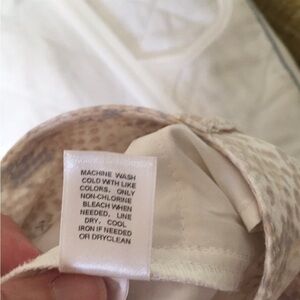 MACHINE WASH
COLD WITH LIKE
COLORS. ONLY
NON-CHLORINE
BLEACH WHEN
NEEDED, LINE
DRY. COOL
IRON IF NEEDED
OR DRYCLEAN